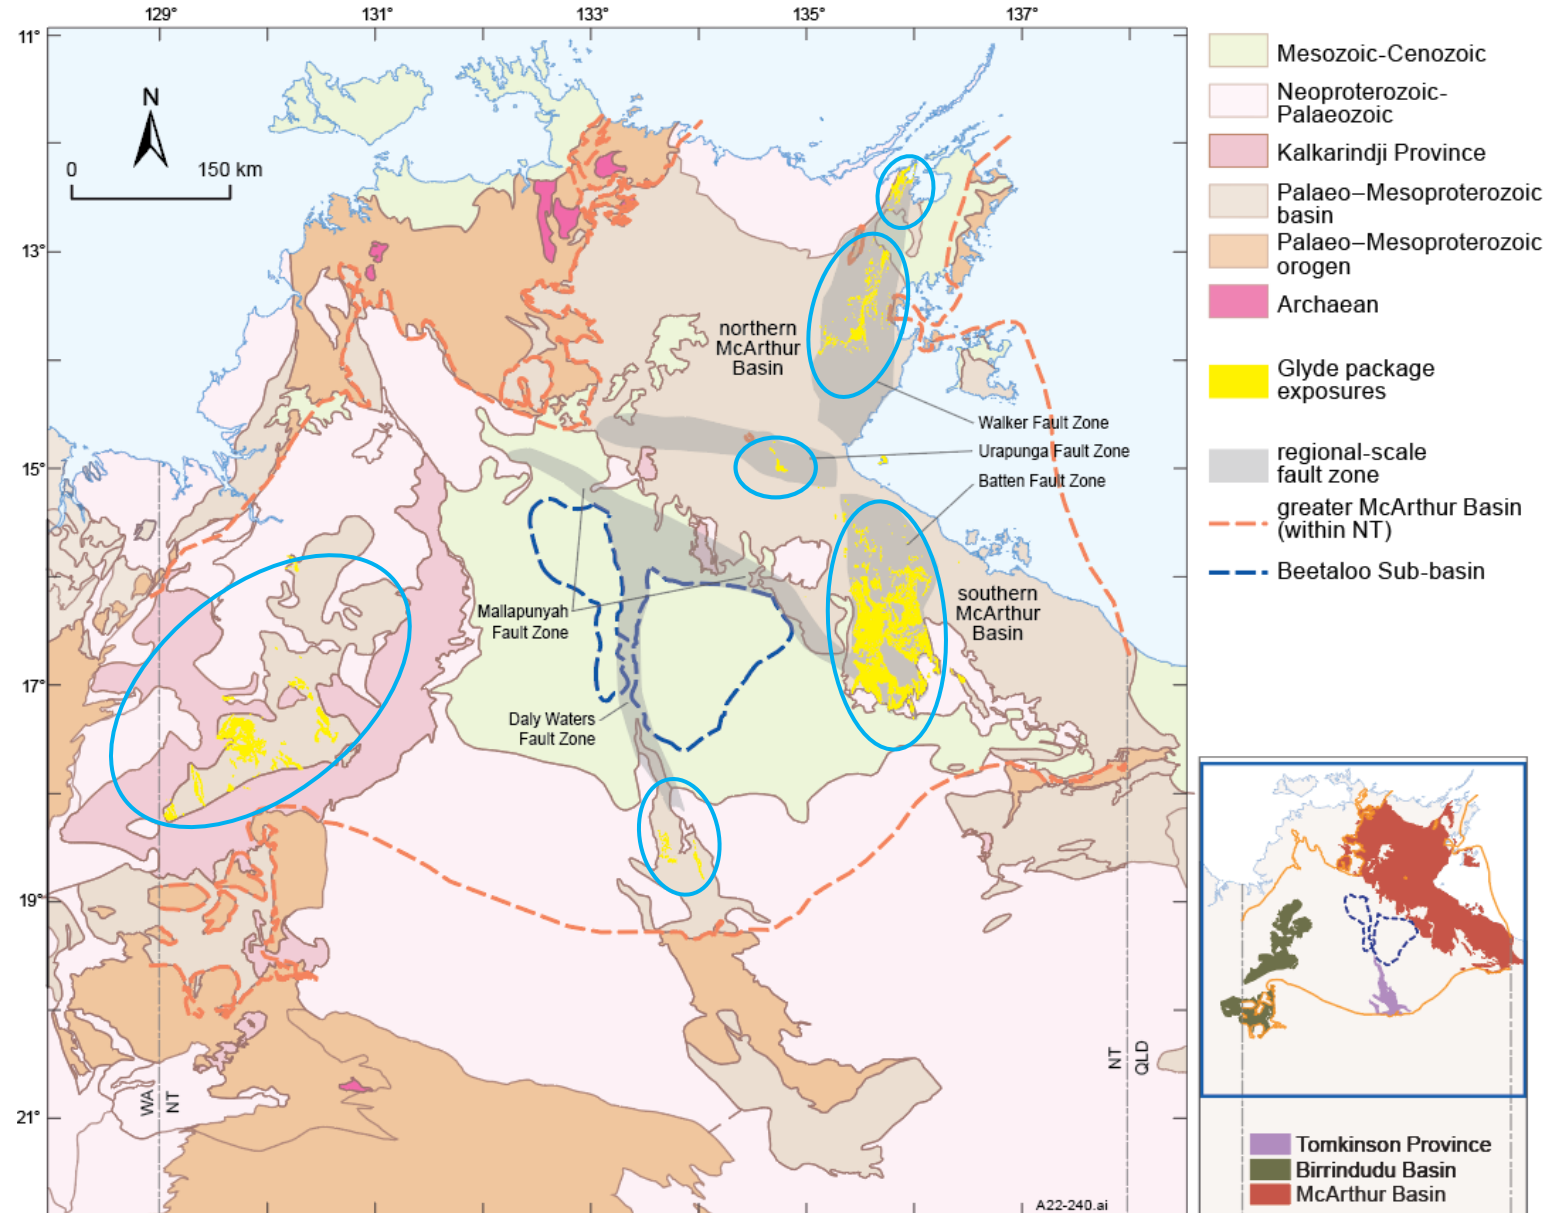 129°
131°
133°
135°
137°
11°
13°
15°
17°
19°
21°
N
0
150 km
northern
McArthur
Basin
Walker Fault Zone
Urapunga Fault Zone
Batten Fault Zone
southern
McArthur
Basin
Mallapunyah
Fault Zone
Daly Waters
Fault Zone
WA
NT
NT
QLD
A22-240.ai
Mesozoic-Cenozoic
Neoproterozoic-
Palaeozoic
Kalkarindji Province
Palaeo–Mesoproterozoic
basin
Palaeo–Mesoproterozoic
orogen
Archaean
Glyde package
exposures
regional-scale
fault zone
greater McArthur Basin
(within NT)
Beetaloo Sub-basin
Tomkinson Province
Birrindudu Basin
McArthur Basin